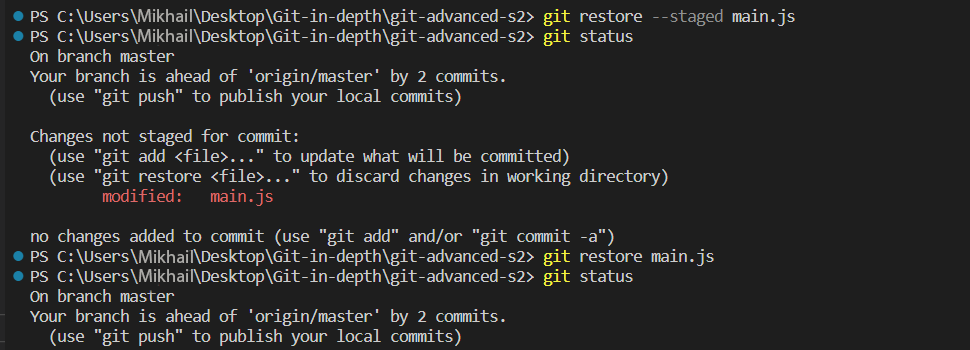 PS C:\Users\Mikhail\Desktop\Git-in-depth\git-advanced-s2> git restore --staged main.js
PS C:\Users\Mikhail\Desktop\Git-in-depth\git-advanced-s2> git status
On branch master
Your branch is ahead of 'origin/master' by 2 commits.
  (use "git push" to publish your local commits)

Changes not staged for commit:
  (use "git add <file>..." to update what will be committed)
  (use "git restore <file>..." to discard changes in working directory)
        modified:   main.js

no changes added to commit (use "git add" and/or "git commit -a")
PS C:\Users\Mikhail\Desktop\Git-in-depth\git-advanced-s2> git restore main.js
PS C:\Users\Mikhail\Desktop\Git-in-depth\git-advanced-s2> git status
On branch master
Your branch is ahead of 'origin/master' by 2 commits.
  (use "git push" to publish your local commits)